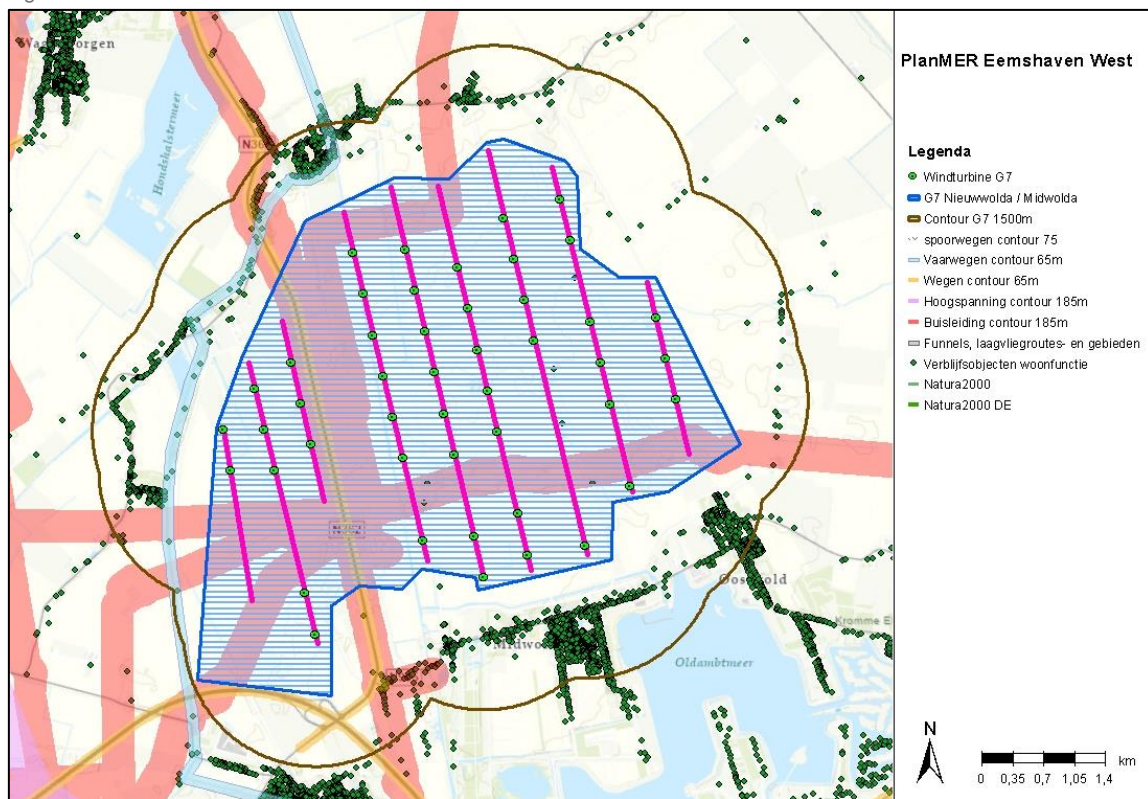 PlanMER Eemshaven West
Legenda
Windturbine G7
G7 Nieuwwolda / Midwolda
Contour G7 1500m
spoorwegen contour 75
Vaarwegen contour 65m
Wegen contour 65m
Hoogspanning contour 185m
Buisleiding contour 185m
Funnels, laagvliegroutes- en gebieden
Verblijfsobjecten woonfunctie
Natura2000
Natura2000 DE
Hondshalstermeer
Oldambtmeer
N
0 0,35 0,7 1,05 1,4 km